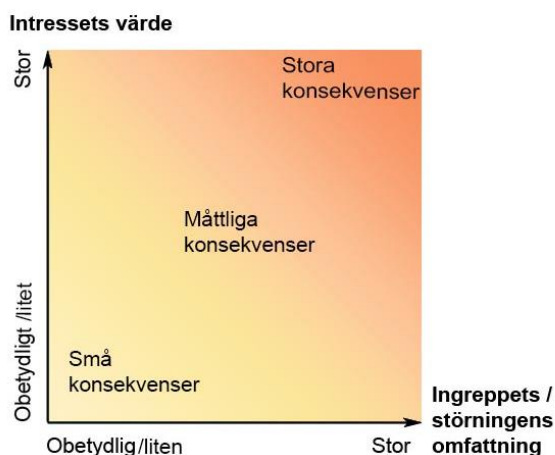 Intressets värde
Stor
Stora
konsekvenser
Måttliga
konsekvenser
Obetydligt /litet
Små
konsekvenser
Ingreppets /
störningens
omfattning
Obetydlig/liten
Stor